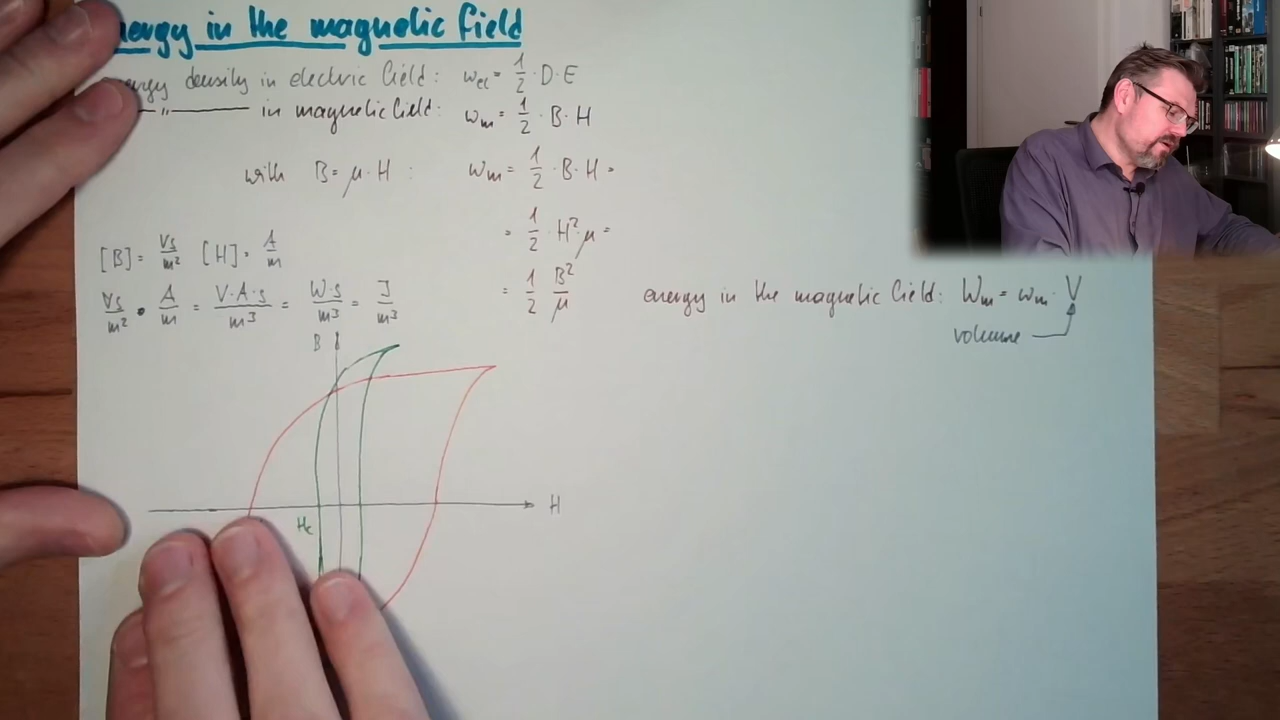 energy in the magnetic field
energy density in electric field: wel = 1/2 · D · E
—„— in magnetic field: wm = 1/2 · B · H
with B = μ · H : wm = 1/2 · B · H =
= 1/2 · H² · μ =
= 1/2 B²/μ
[B] = Vs/m² [H] = A/m
Vs/m² · A/m = V·A·s/m³ = W·s/m³ = J/m³
energy in the magnetic field: Wm = wm · V
volume
B
H
Hc